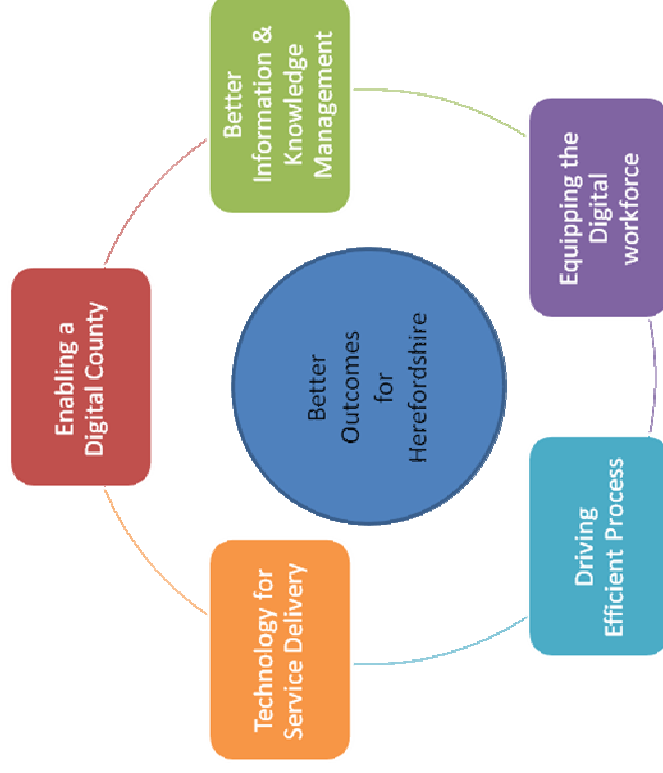 Enabling a
Digital County
Better
Information &
Knowledge
Management
Equipping the
Digital
workforce
Driving
Efficient Process
Technology for
Service Delivery
Better
Outcomes
for
Herefordshire